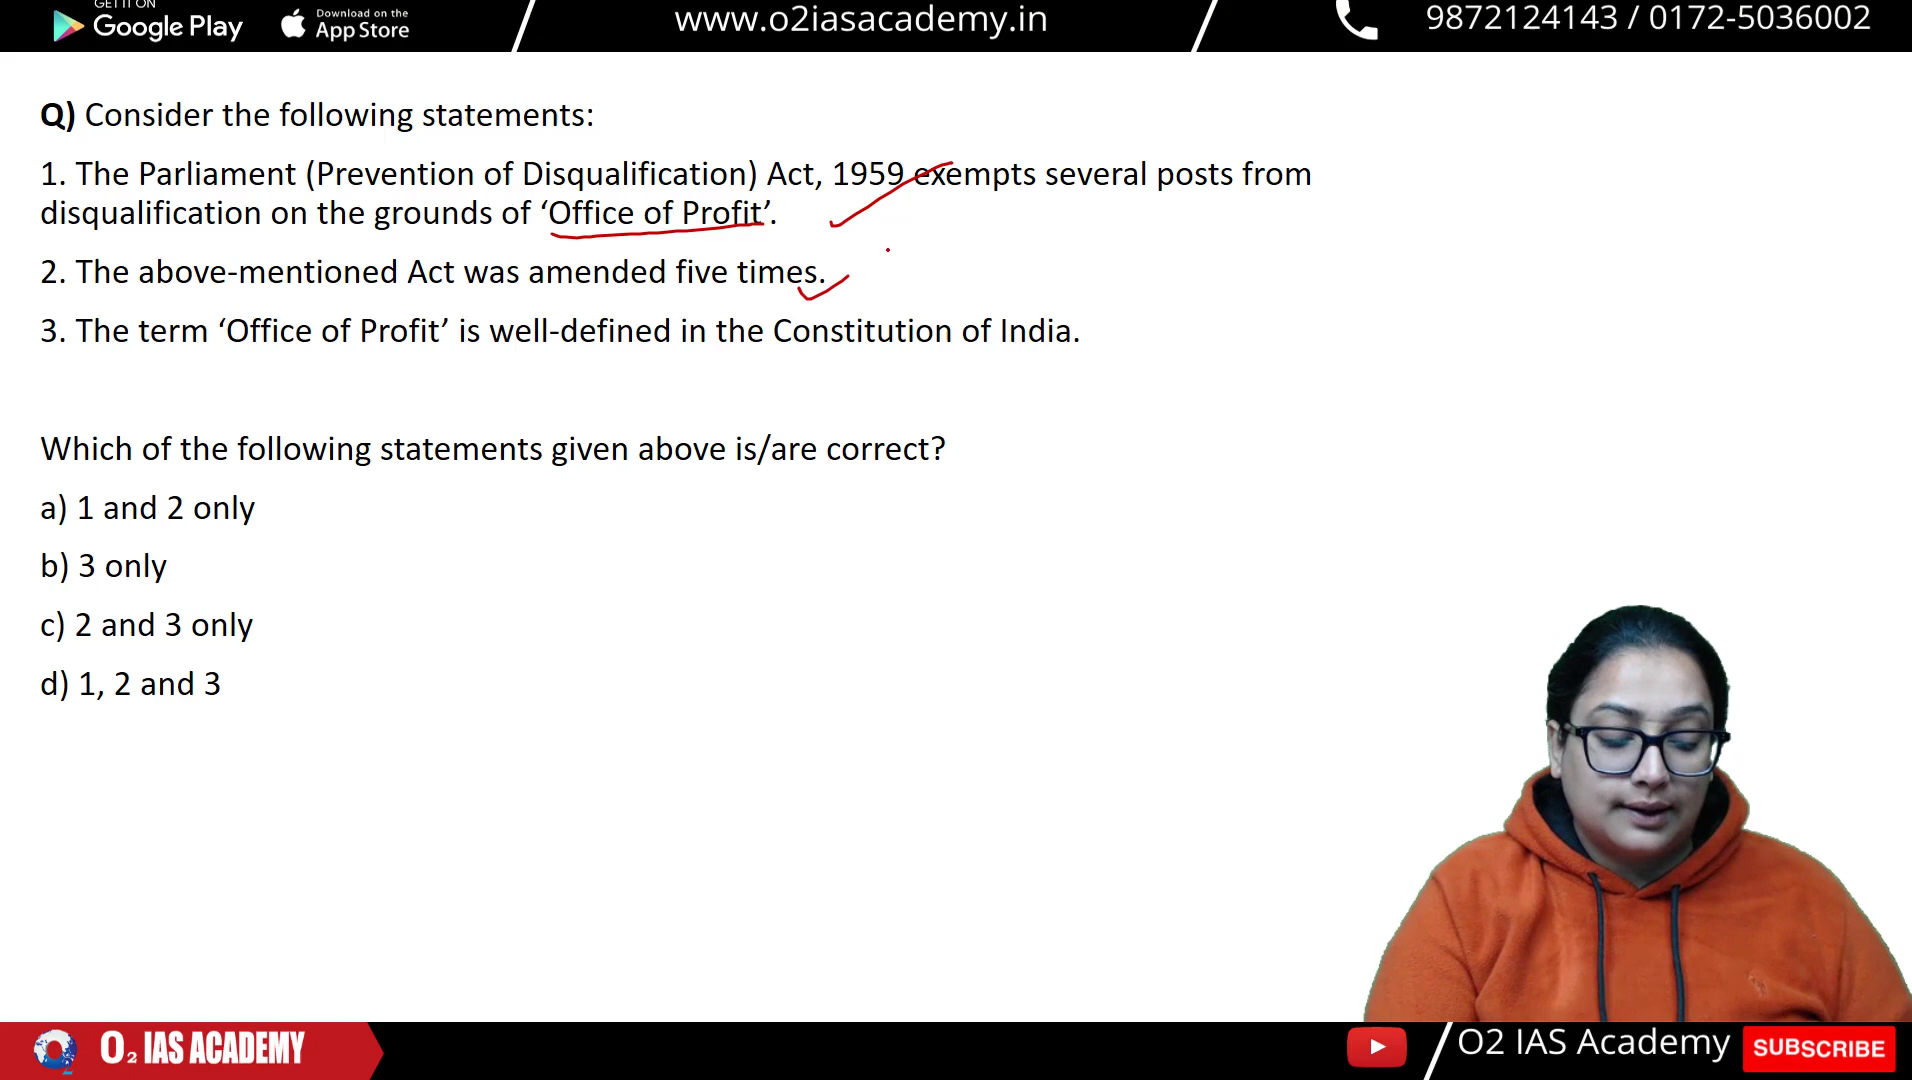 GET IT ON
Google Play
Download on the
App Store
www.o2iasacademy.in
9872124143 / 0172-5036002
Q) Consider the following statements:
1. The Parliament (Prevention of Disqualification) Act, 1959 exempts several posts from
disqualification on the grounds of ‘Office of Profit’.
2. The above-mentioned Act was amended five times.
3. The term ‘Office of Profit’ is well-defined in the Constitution of India.
Which of the following statements given above is/are correct?
a) 1 and 2 only
b) 3 only
c) 2 and 3 only
d) 1, 2 and 3
O2 IAS ACADEMY
O2 IAS Academy
SUBSCRIBE